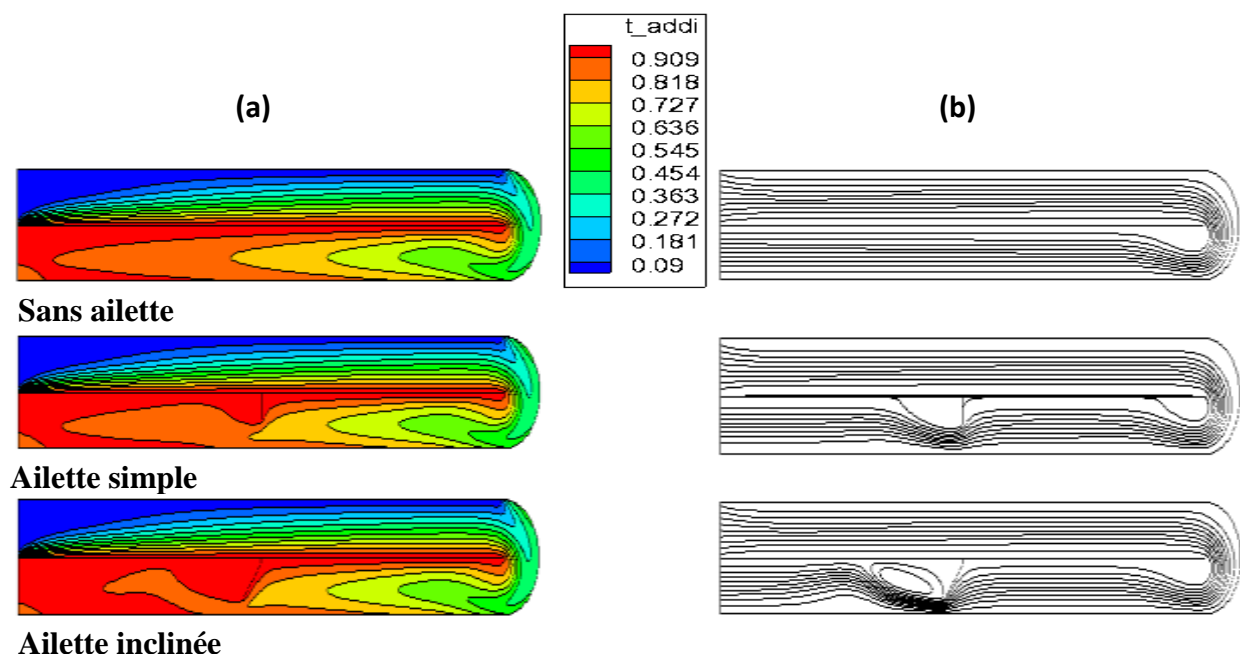 t_addi
0.909
0.818
0.727
0.636
0.545
0.454
0.363
0.272
0.181
0.09
(a)
(b)
Sans ailette
Ailette simple
Ailette inclinée